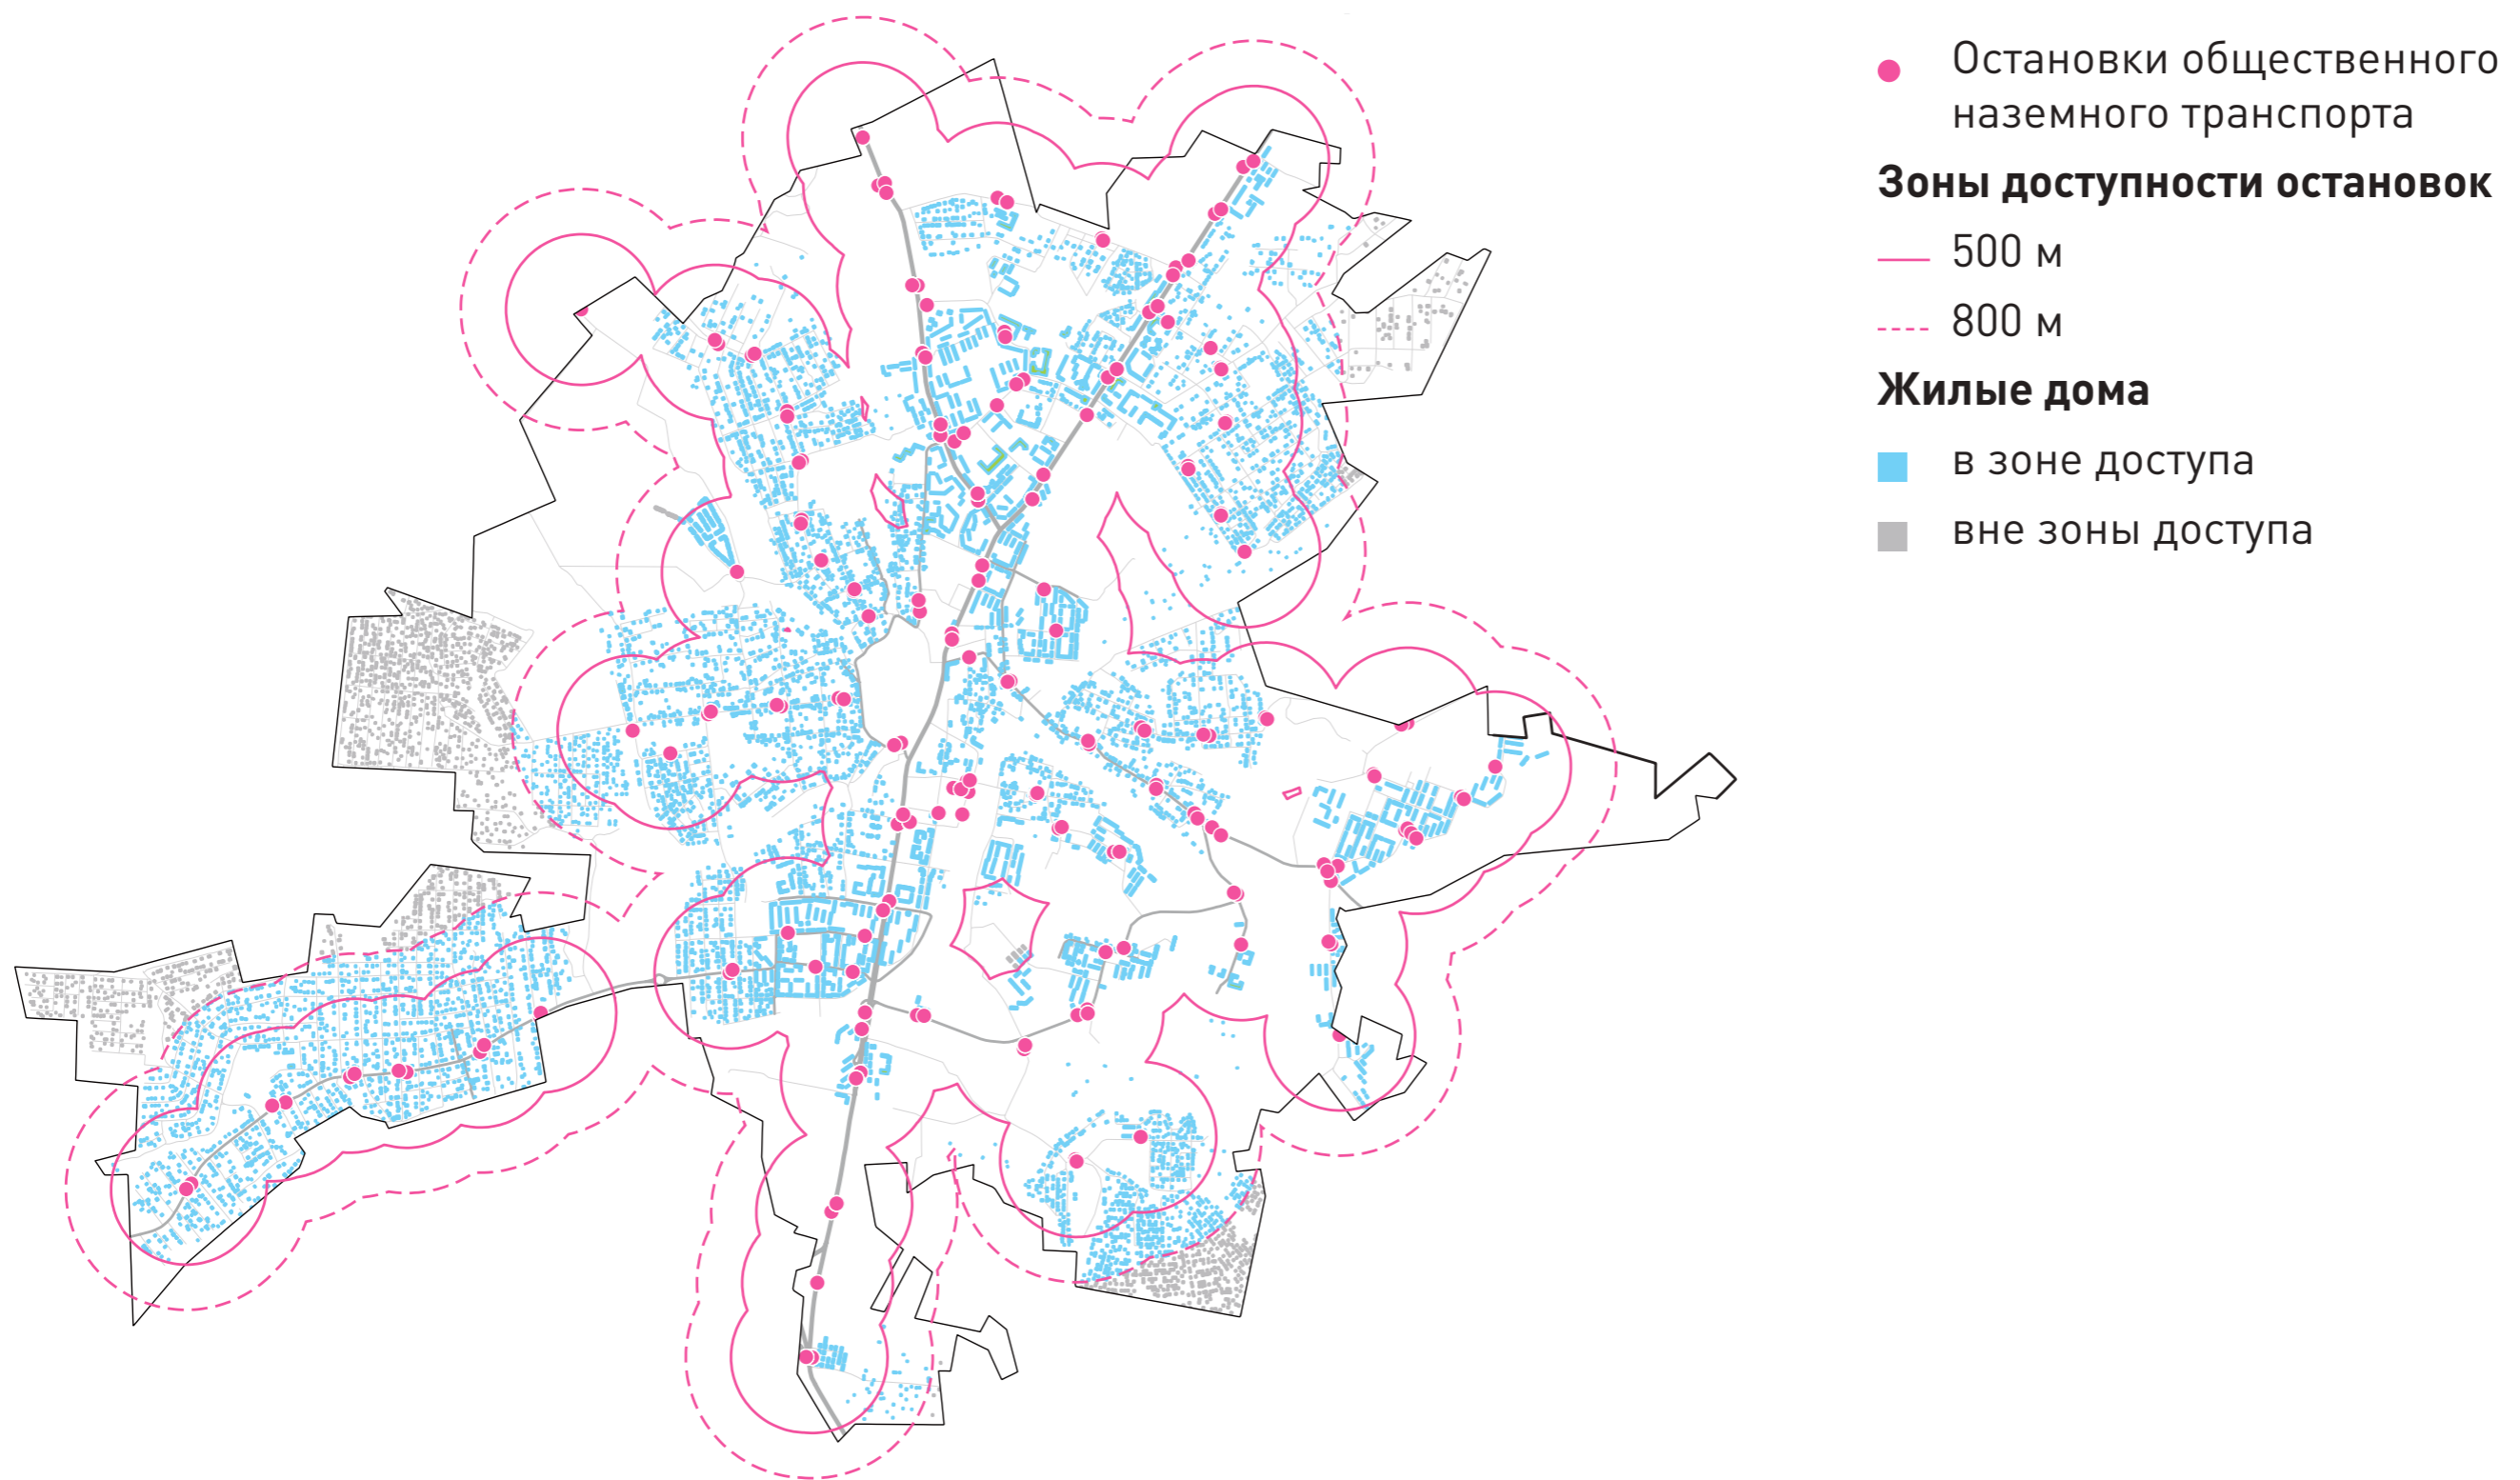 Остановки общественного
наземного транспорта
Зоны доступности остановок
500 м
800 м
Жилые дома
в зоне доступа
вне зоны доступа